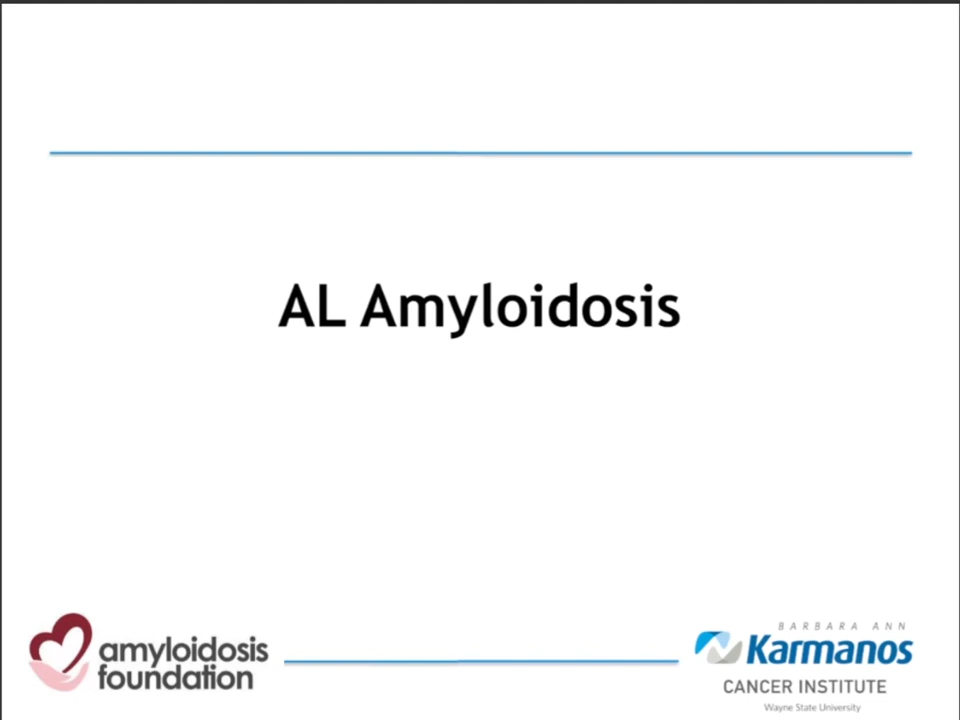 AL Amyloidosis
amyloidosis
foundation
BARBARA ANN
Karmanos
CANCER INSTITUTE
Wayne State University